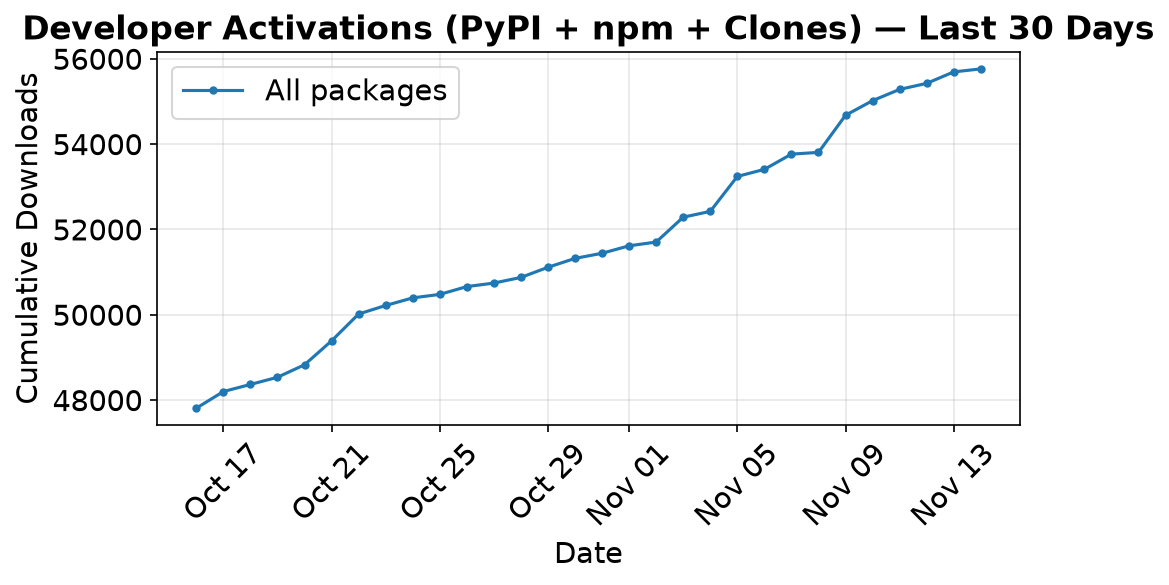 Developer Activations (PyPI + npm + Clones) — Last 30 Days
All packages
Cumulative Downloads
56000
54000
52000
50000
48000
Oct 17
Oct 21
Oct 25
Oct 29
Nov 01
Nov 05
Nov 09
Nov 13
Date